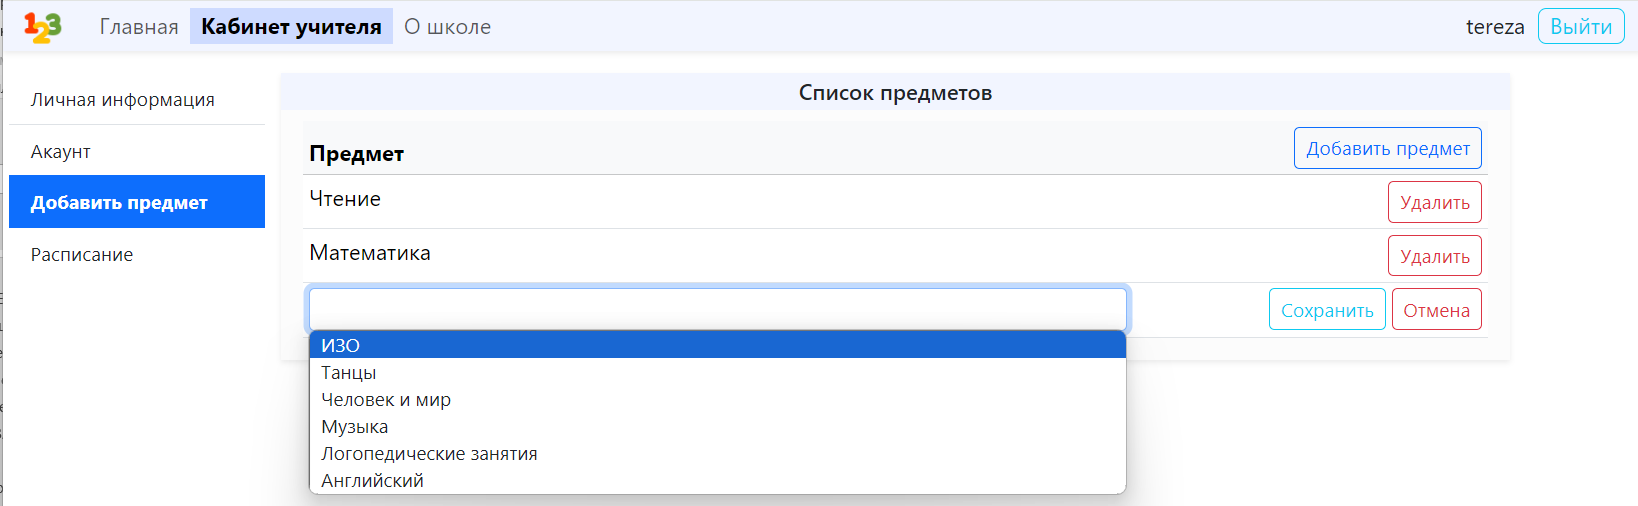 123 Главная Кабинет учителя О школе tereza Выйти
Личная информация
Акаунт
Добавить предмет
Расписание
Список предметов
Предмет Добавить предмет
Чтение Удалить
Математика Удалить
Сохранить Отмена
ИЗО
Танцы
Человек и мир
Музыка
Логопедические занятия
Английский